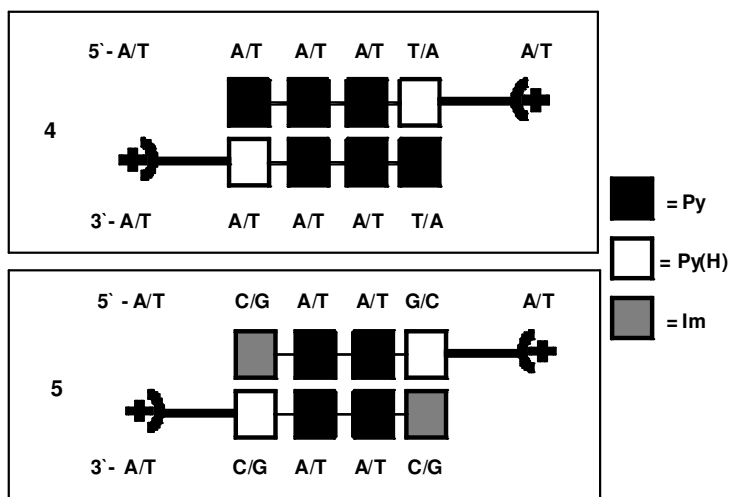 5`- A/T A/T A/T A/T T/A A/T
4
3`- A/T A/T A/T A/T T/A
= Py
= Py(H)
= Im
5` - A/T C/G A/T A/T G/C A/T
5
3`- A/T C/G A/T A/T C/G